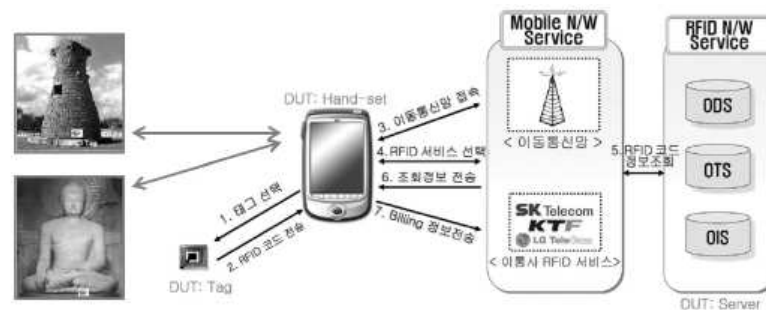 Mobile N/W
Service
RFID N/W
Service
DUT: Hand-set
3. 이동통신망 접속
< 이동통신망 >
4. RFID 서비스 선택
5. RFID 코드
정보조회
6. 조회정보 전송
7. Billing 정보전송
1. 태그 선택
2. RFID 코드 전송
DUT: Tag
SK Telecom
KTF
LG TeleCom
< 이통사 RFID 서비스>
ODS
OTS
OIS
DUT: Server